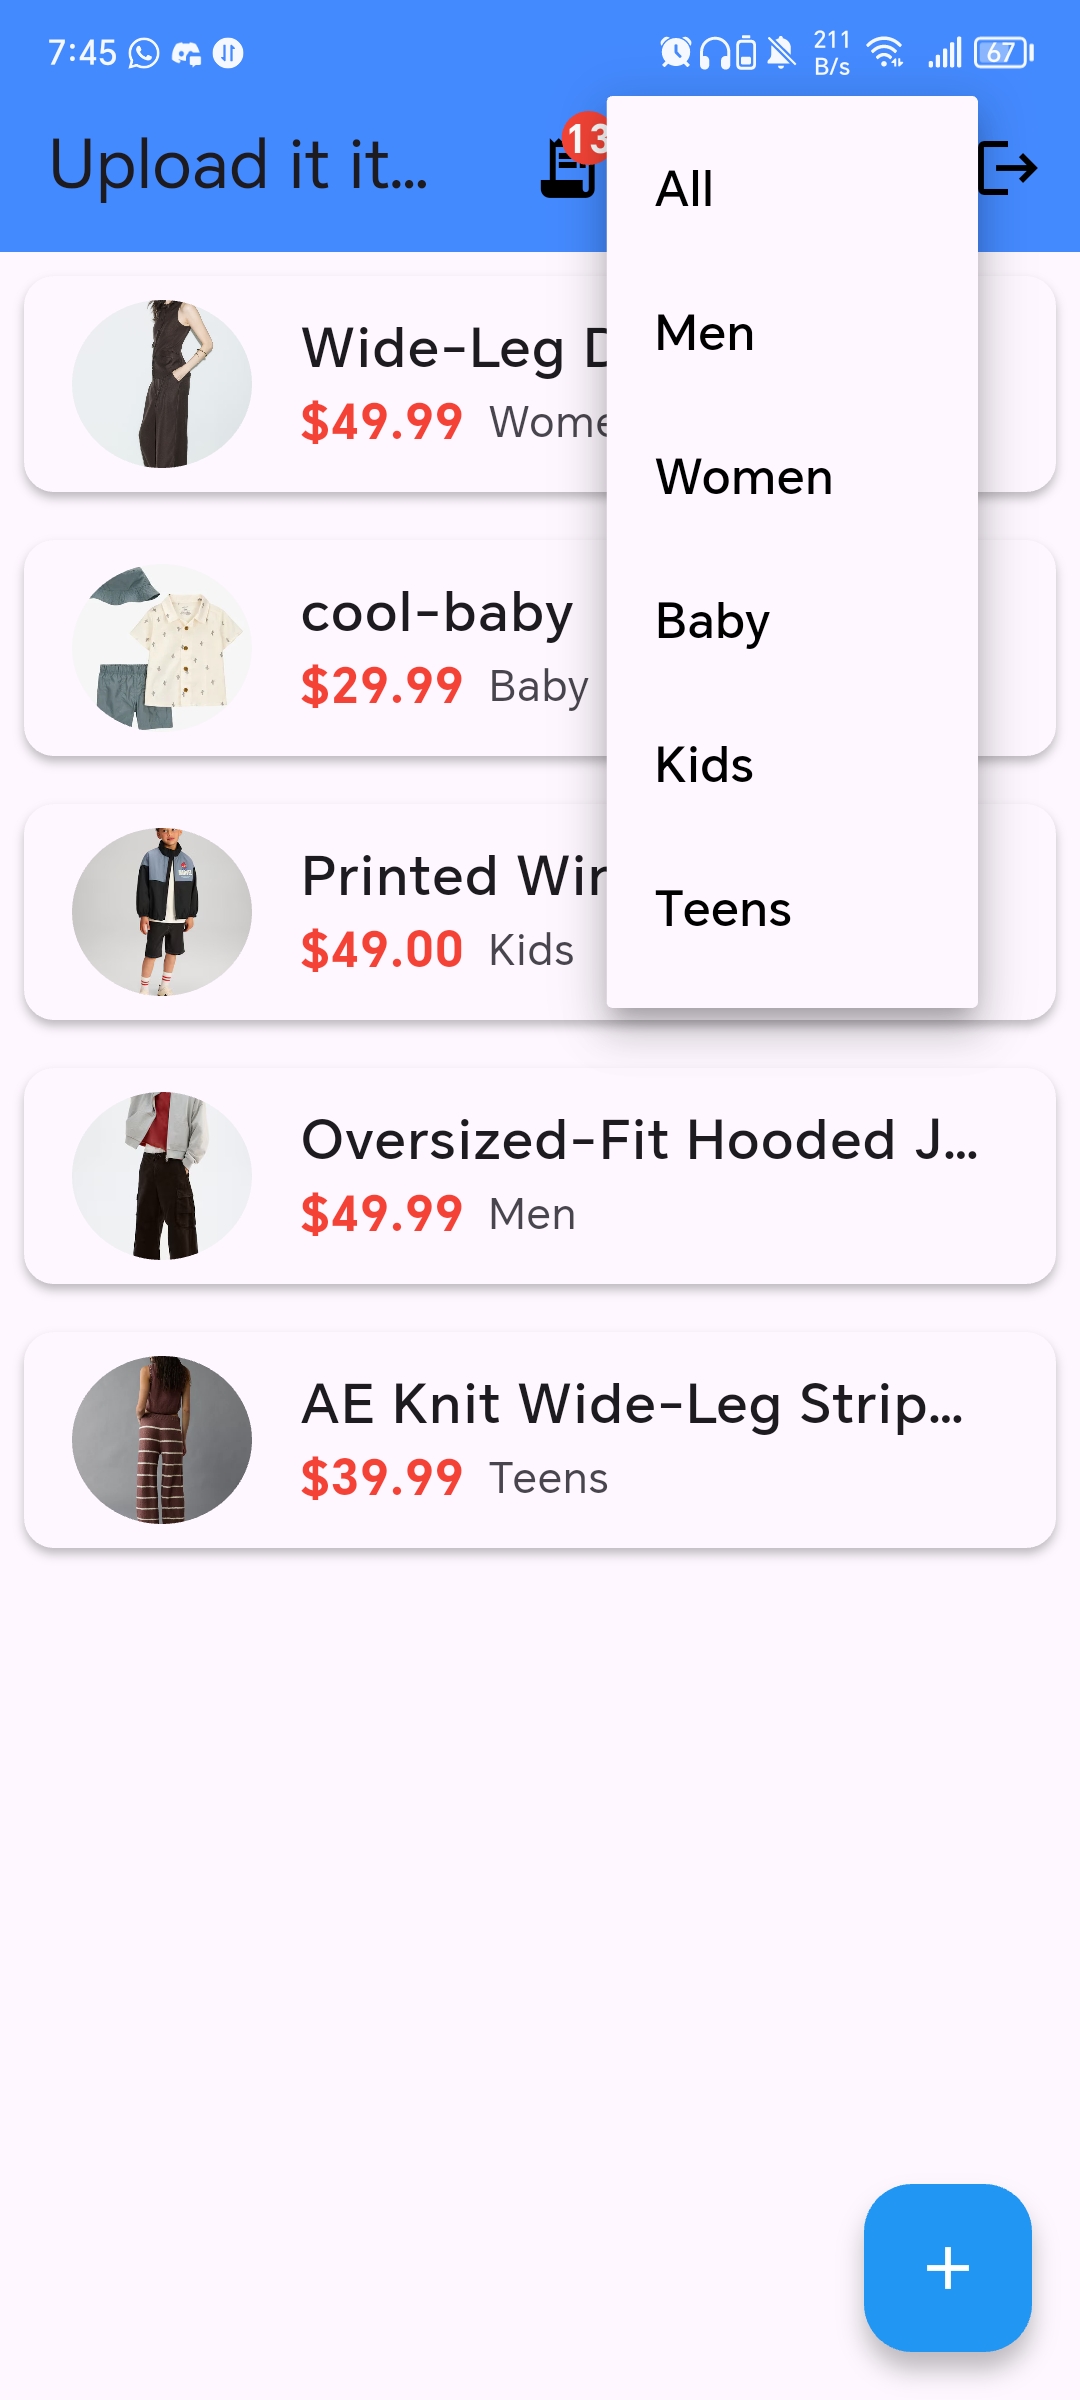 7:45 211 B/s 67
Upload it it... 13
All
Men
Women
Baby
Kids
Teens
Wide-Leg D
$49.99 Wome
cool-baby
$29.99 Baby
Printed Wir
$49.00 Kids
Oversized-Fit Hooded J...
$49.99 Men
AE Knit Wide-Leg Strip...
$39.99 Teens